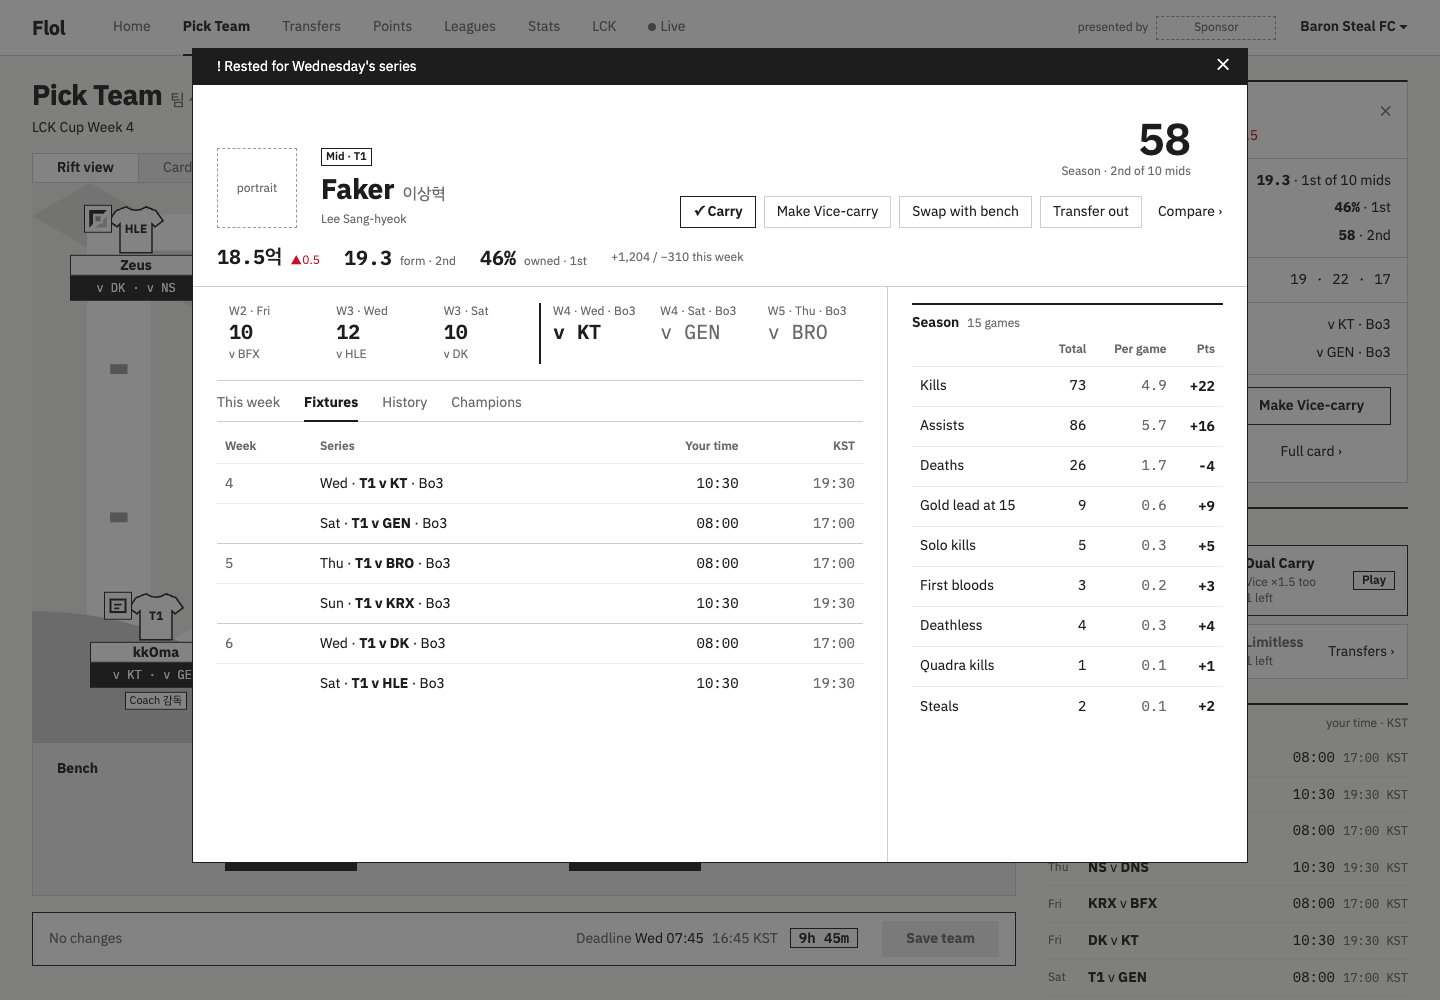 Flol Home Pick Team Transfers Points Leagues Stats LCK Live presented by Sponsor Baron Steal FC
! Rested for Wednesday's series
Pick Team 팀
LCK Cup Week 4
Rift view Card
HLE
Zeus
v DK · v NS
T1
kkOma
v KT · v GE
Coach 감독
Bench
portrait
Mid · T1
Faker 이상혁
Lee Sang-hyeok
58
Season · 2nd of 10 mids
✓ Carry Make Vice-carry Swap with bench Transfer out Compare ›
18.5억 ▲0.5 19.3 form · 2nd 46% owned · 1st +1,204 / −310 this week
W2 · Fri W3 · Wed W3 · Sat W4 · Wed · Bo3 W4 · Sat · Bo3 W5 · Thu · Bo3
10 12 10 v KT v GEN v BRO
v BFX v HLE v DK
This week Fixtures History Champions
Week Series Your time KST
4 Wed · T1 v KT · Bo3 10:30 19:30
Sat · T1 v GEN · Bo3 08:00 17:00
5 Thu · T1 v BRO · Bo3 08:00 17:00
Sun · T1 v KRX · Bo3 10:30 19:30
6 Wed · T1 v DK · Bo3 08:00 17:00
Sat · T1 v HLE · Bo3 10:30 19:30
Season 15 games
Total Per game Pts
Kills 73 4.9 +22
Assists 86 5.7 +16
Deaths 26 1.7 -4
Gold lead at 15 9 0.6 +9
Solo kills 5 0.3 +5
First bloods 3 0.2 +3
Deathless 4 0.3 +4
Quadra kills 1 0.1 +1
Steals 2 0.1 +2
.5
19.3 · 1st of 10 mids
46% · 1st
58 · 2nd
19 · 22 · 17
v KT · Bo3
v GEN · Bo3
Make Vice-carry
Full card ›
Dual Carry
Vice ×1.5 too
1 left
Play
Limitless
1 left
Transfers ›
your time · KST
08:00 17:00 KST
10:30 19:30 KST
08:00 17:00 KST
Thu NS v DNS 10:30 19:30 KST
Fri KRX v BFX 08:00 17:00 KST
Fri DK v KT 10:30 19:30 KST
Sat T1 v GEN 08:00 17:00 KST
No changes Deadline Wed 07:45 16:45 KST 9h 45m Save team